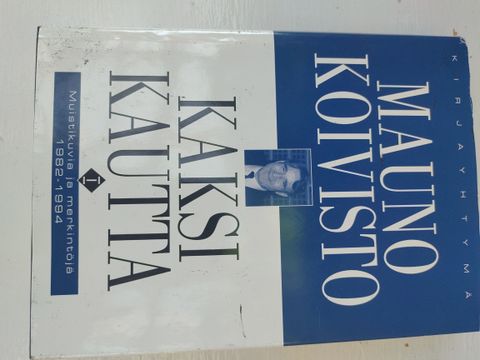 KIRJAYHTYMÄ
MAUNO
KOIVISTO
KAKSI
KAUTTA
I
Muistikuvia ja merkintöjä
1982-1994